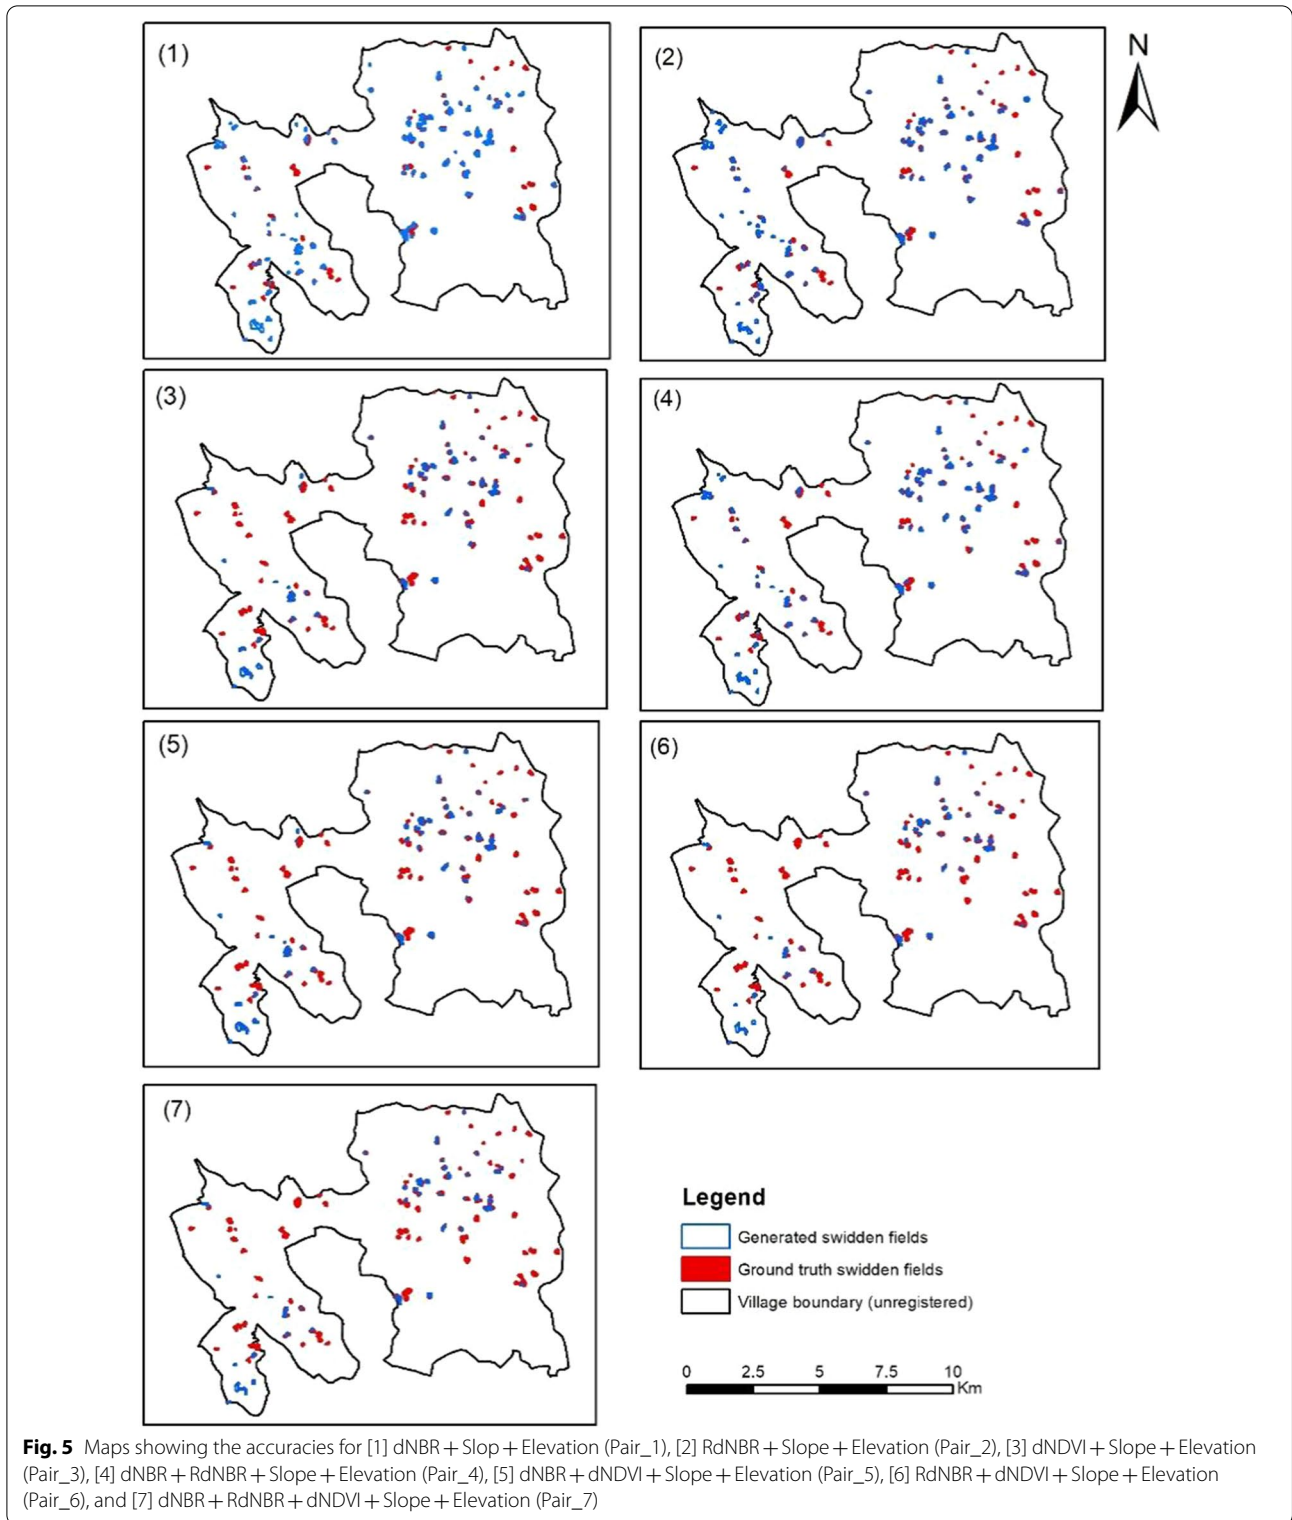 (1)
(2)
N
(3)
(4)
(5)
(6)
(7)
Legend
Generated swidden fields
Ground truth swidden fields
Village boundary (unregistered)
0 2.5 5 7.5 10
Km
Fig. 5 Maps showing the accuracies for [1] dNBR + Slop + Elevation (Pair_1), [2] RdNBR + Slope + Elevation (Pair_2), [3] dNDVI + Slope + Elevation
(Pair_3), [4] dNBR + RdNBR + Slope + Elevation (Pair_4), [5] dNBR + dNDVI + Slope + Elevation (Pair_5), [6] RdNBR + dNDVI + Slope + Elevation
(Pair_6), and [7] dNBR + RdNBR + dNDVI + Slope + Elevation (Pair_7)